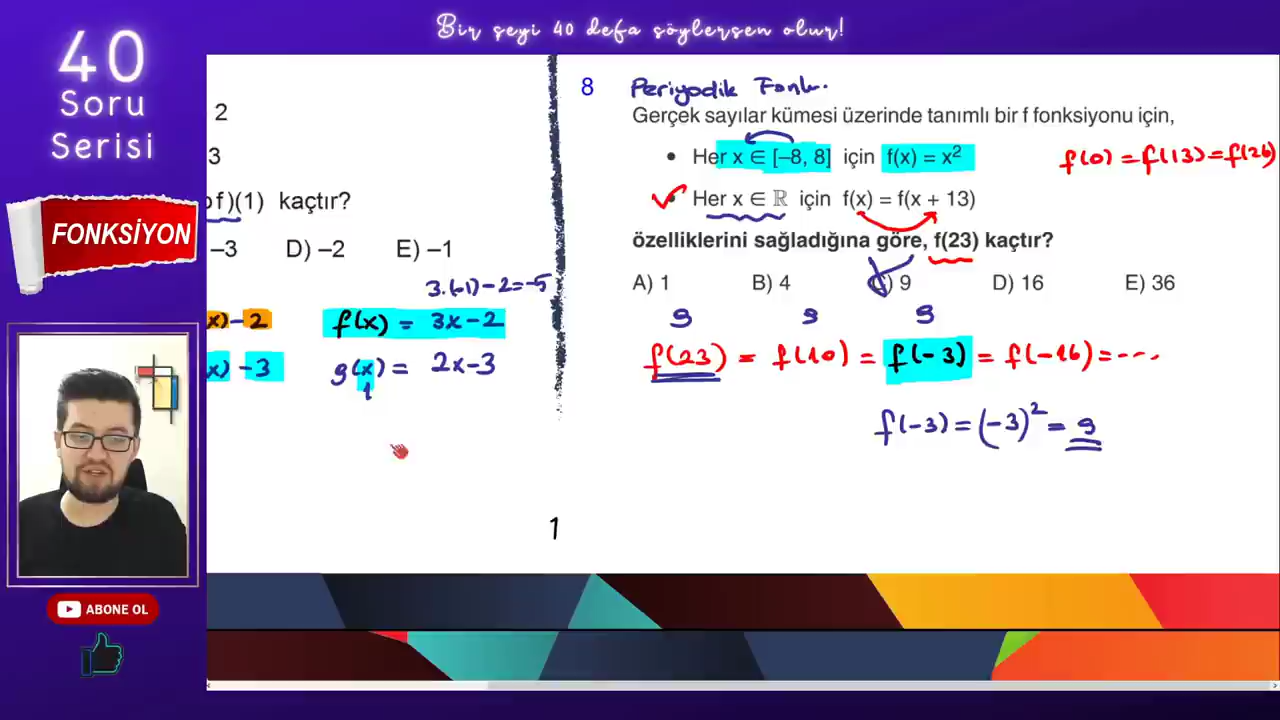 Bir şeyi 40 defa söylersen olur!
40
Soru
Serisi
FONKSİYON
ABONE OL
2
3
o f )(1) kaçtır?
–3 D) –2 E) –1
3.(-1)-2=-5
x)-2 f(x) = 3x-2
x) -3 g(x) = 2x-3
1
1
8 Periyodik Fonk.
Gerçek sayılar kümesi üzerinde tanımlı bir f fonksiyonu için,
• Her x ∈ [–8, 8] için f(x) = x² f(0) = f(13) = f(26)
• Her x ∈ ℝ için f(x) = f(x + 13)
özelliklerini sağladığına göre, f(23) kaçtır?
A) 1 B) 4 C) 9 D) 16 E) 36
9 9 9
f(23) = f(10) = f(-3) = f(-16) = ....
f(-3) = (-3)² = 9